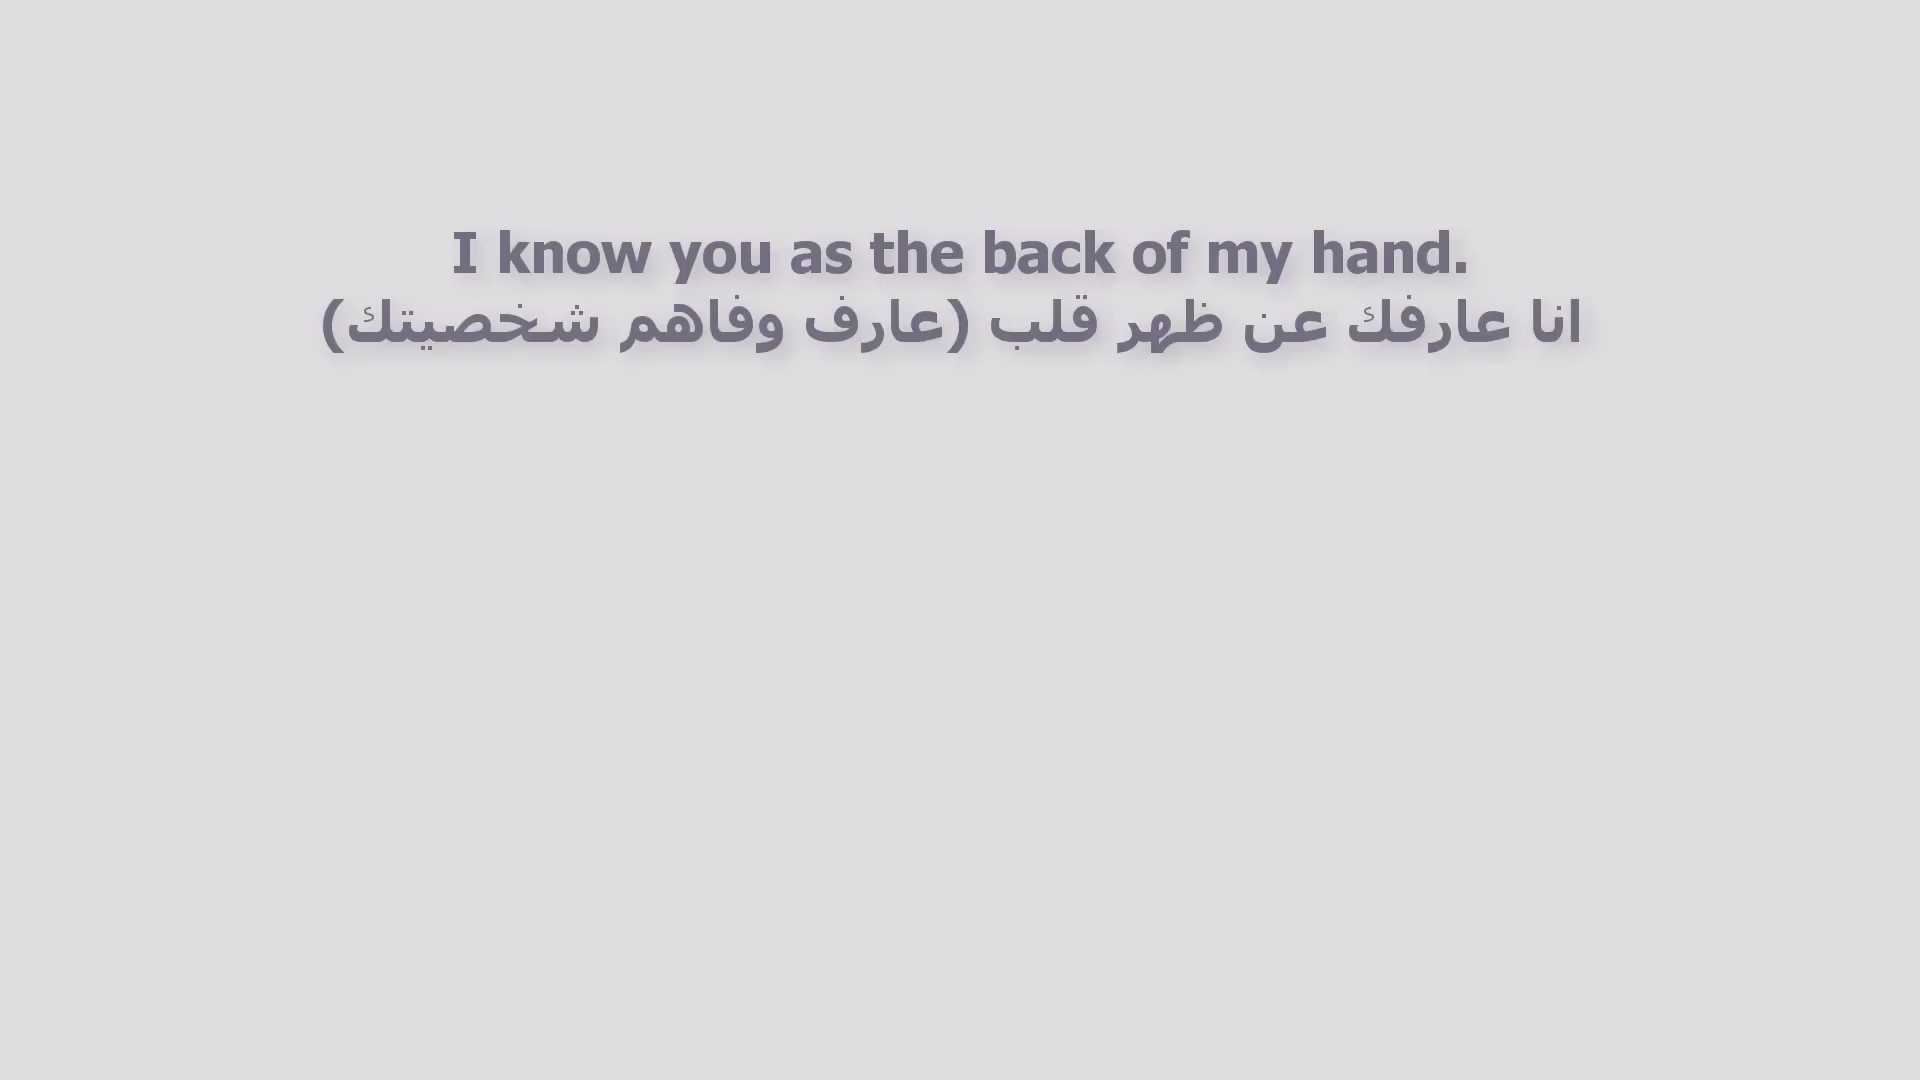 I know you as the back of my hand.
انا عارفك عن ظهر قلب (عارف وفاهم شخصيتك)